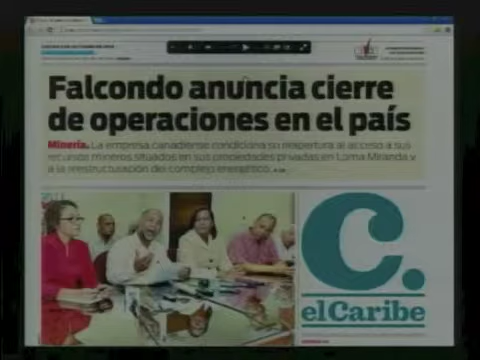 Falcondo anuncia cierre
de operaciones en el país
Minería. La empresa canadiense condiciona su reapertura al acceso a sus
recursos mineros situados en sus propiedades privadas en Loma Miranda y
a la reestructuración del complejo energético.
C.
elCaribe